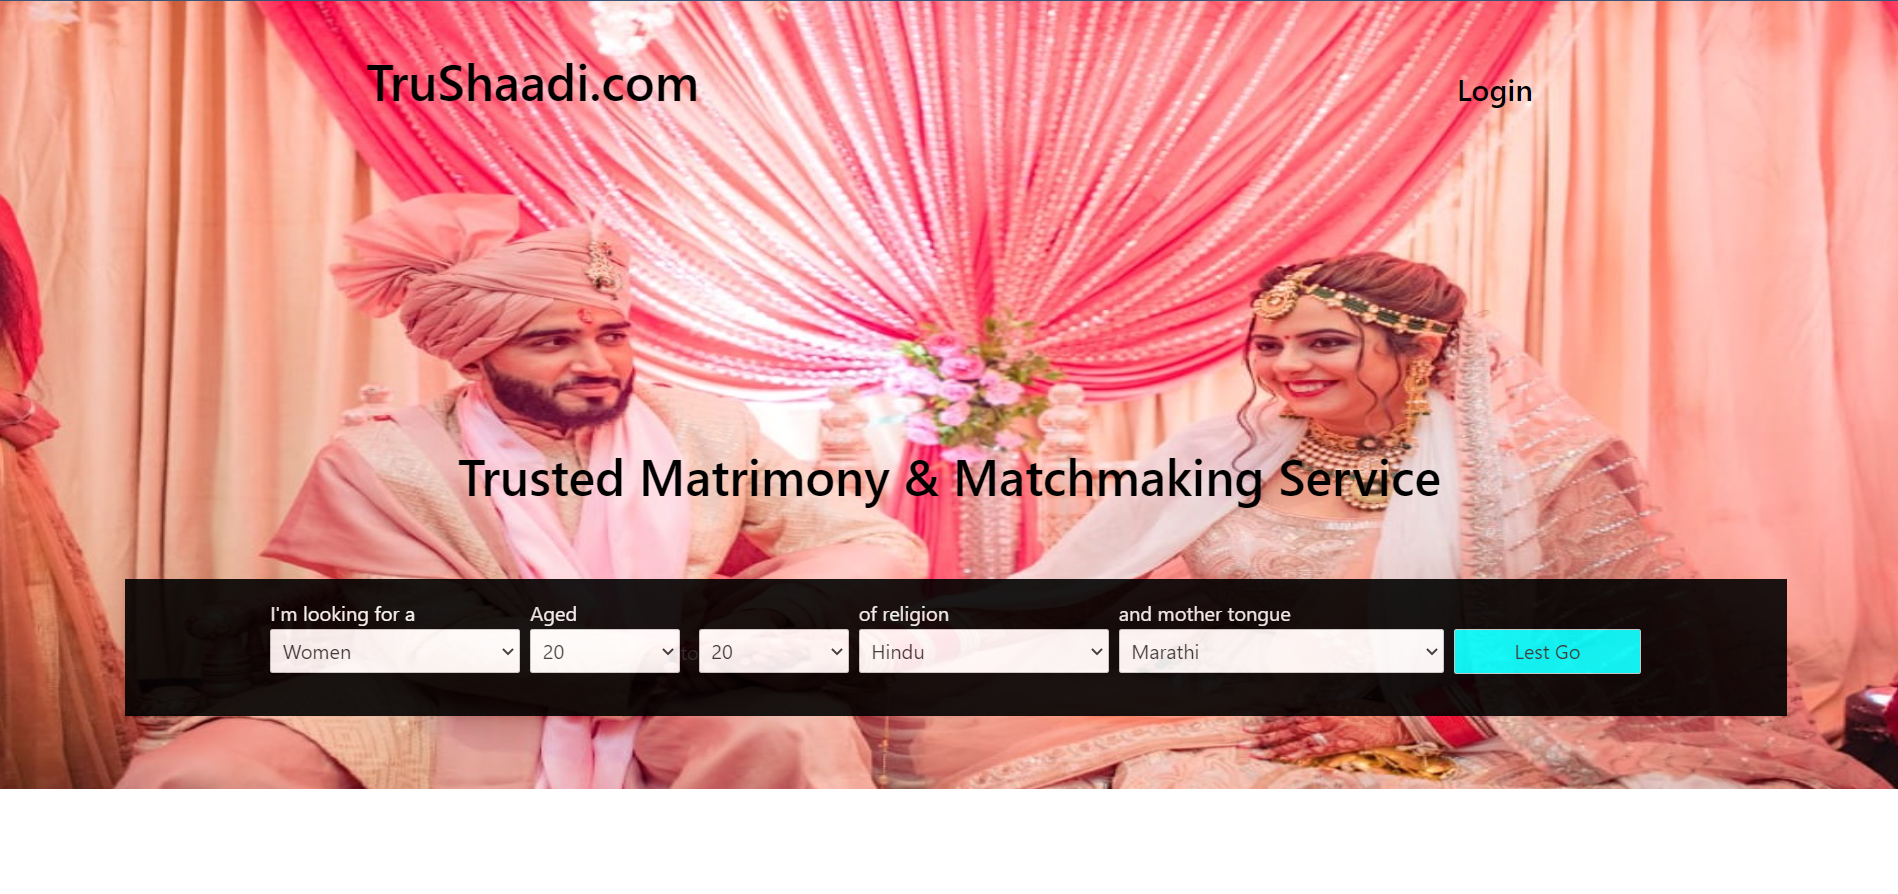 TruShaadi.com
Login
Trusted Matrimony & Matchmaking Service
I'm looking for a
Aged
of religion
and mother tongue
Women
20
to
20
Hindu
Marathi
Lest Go